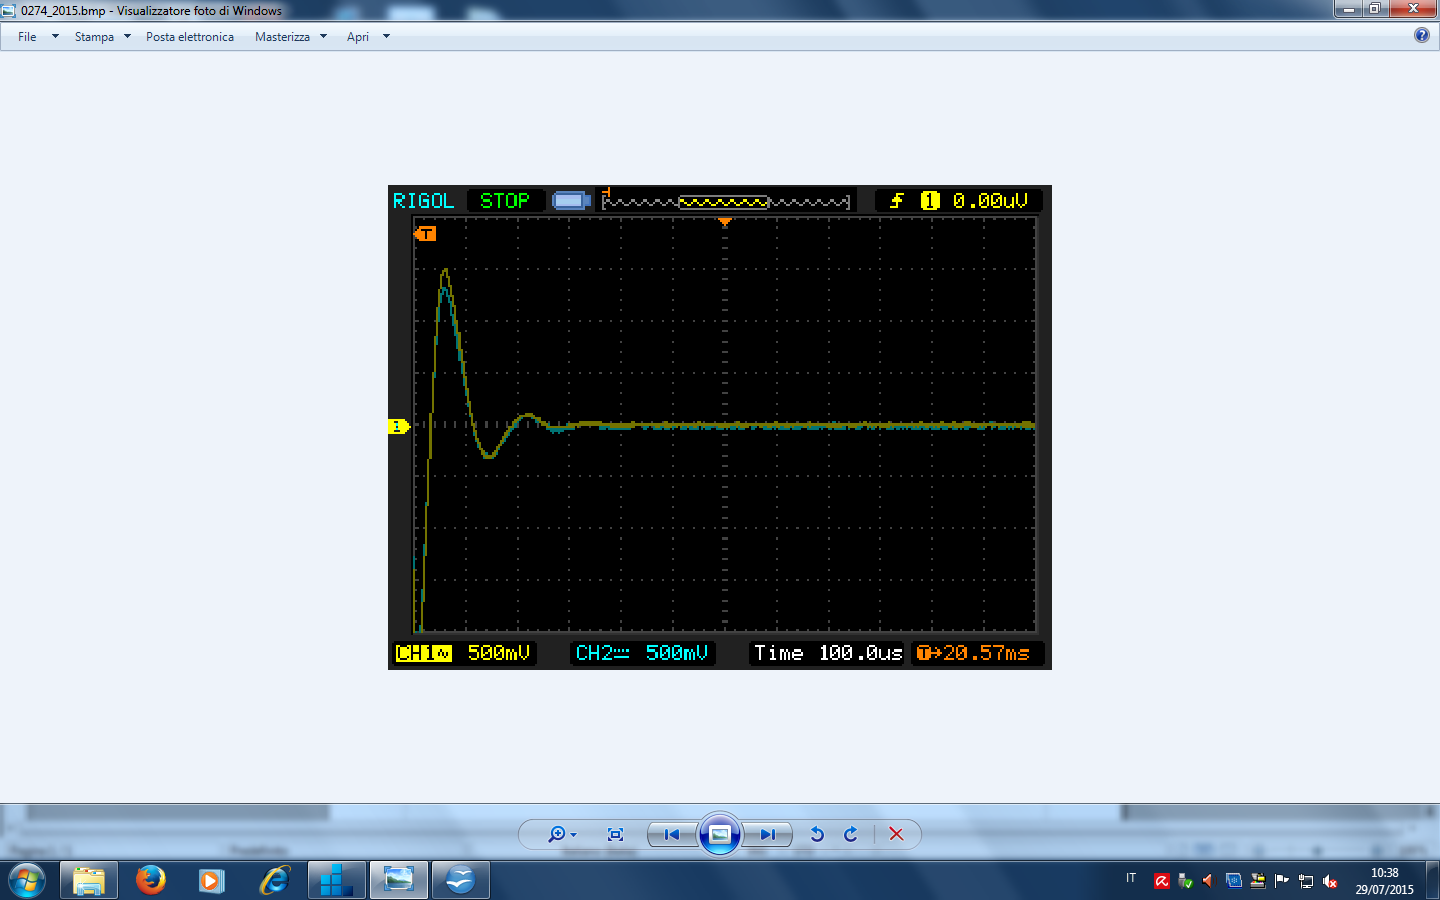 0274_2015.bmp - Visualizzatore foto di Windows
File Stampa Posta elettronica Masterizza Apri
RIGOL STOP 1 0.00uV
T
1
CH1 500mV CH2 500mV Time 100.0us T→20.57ms
IT 10:38
29/07/2015